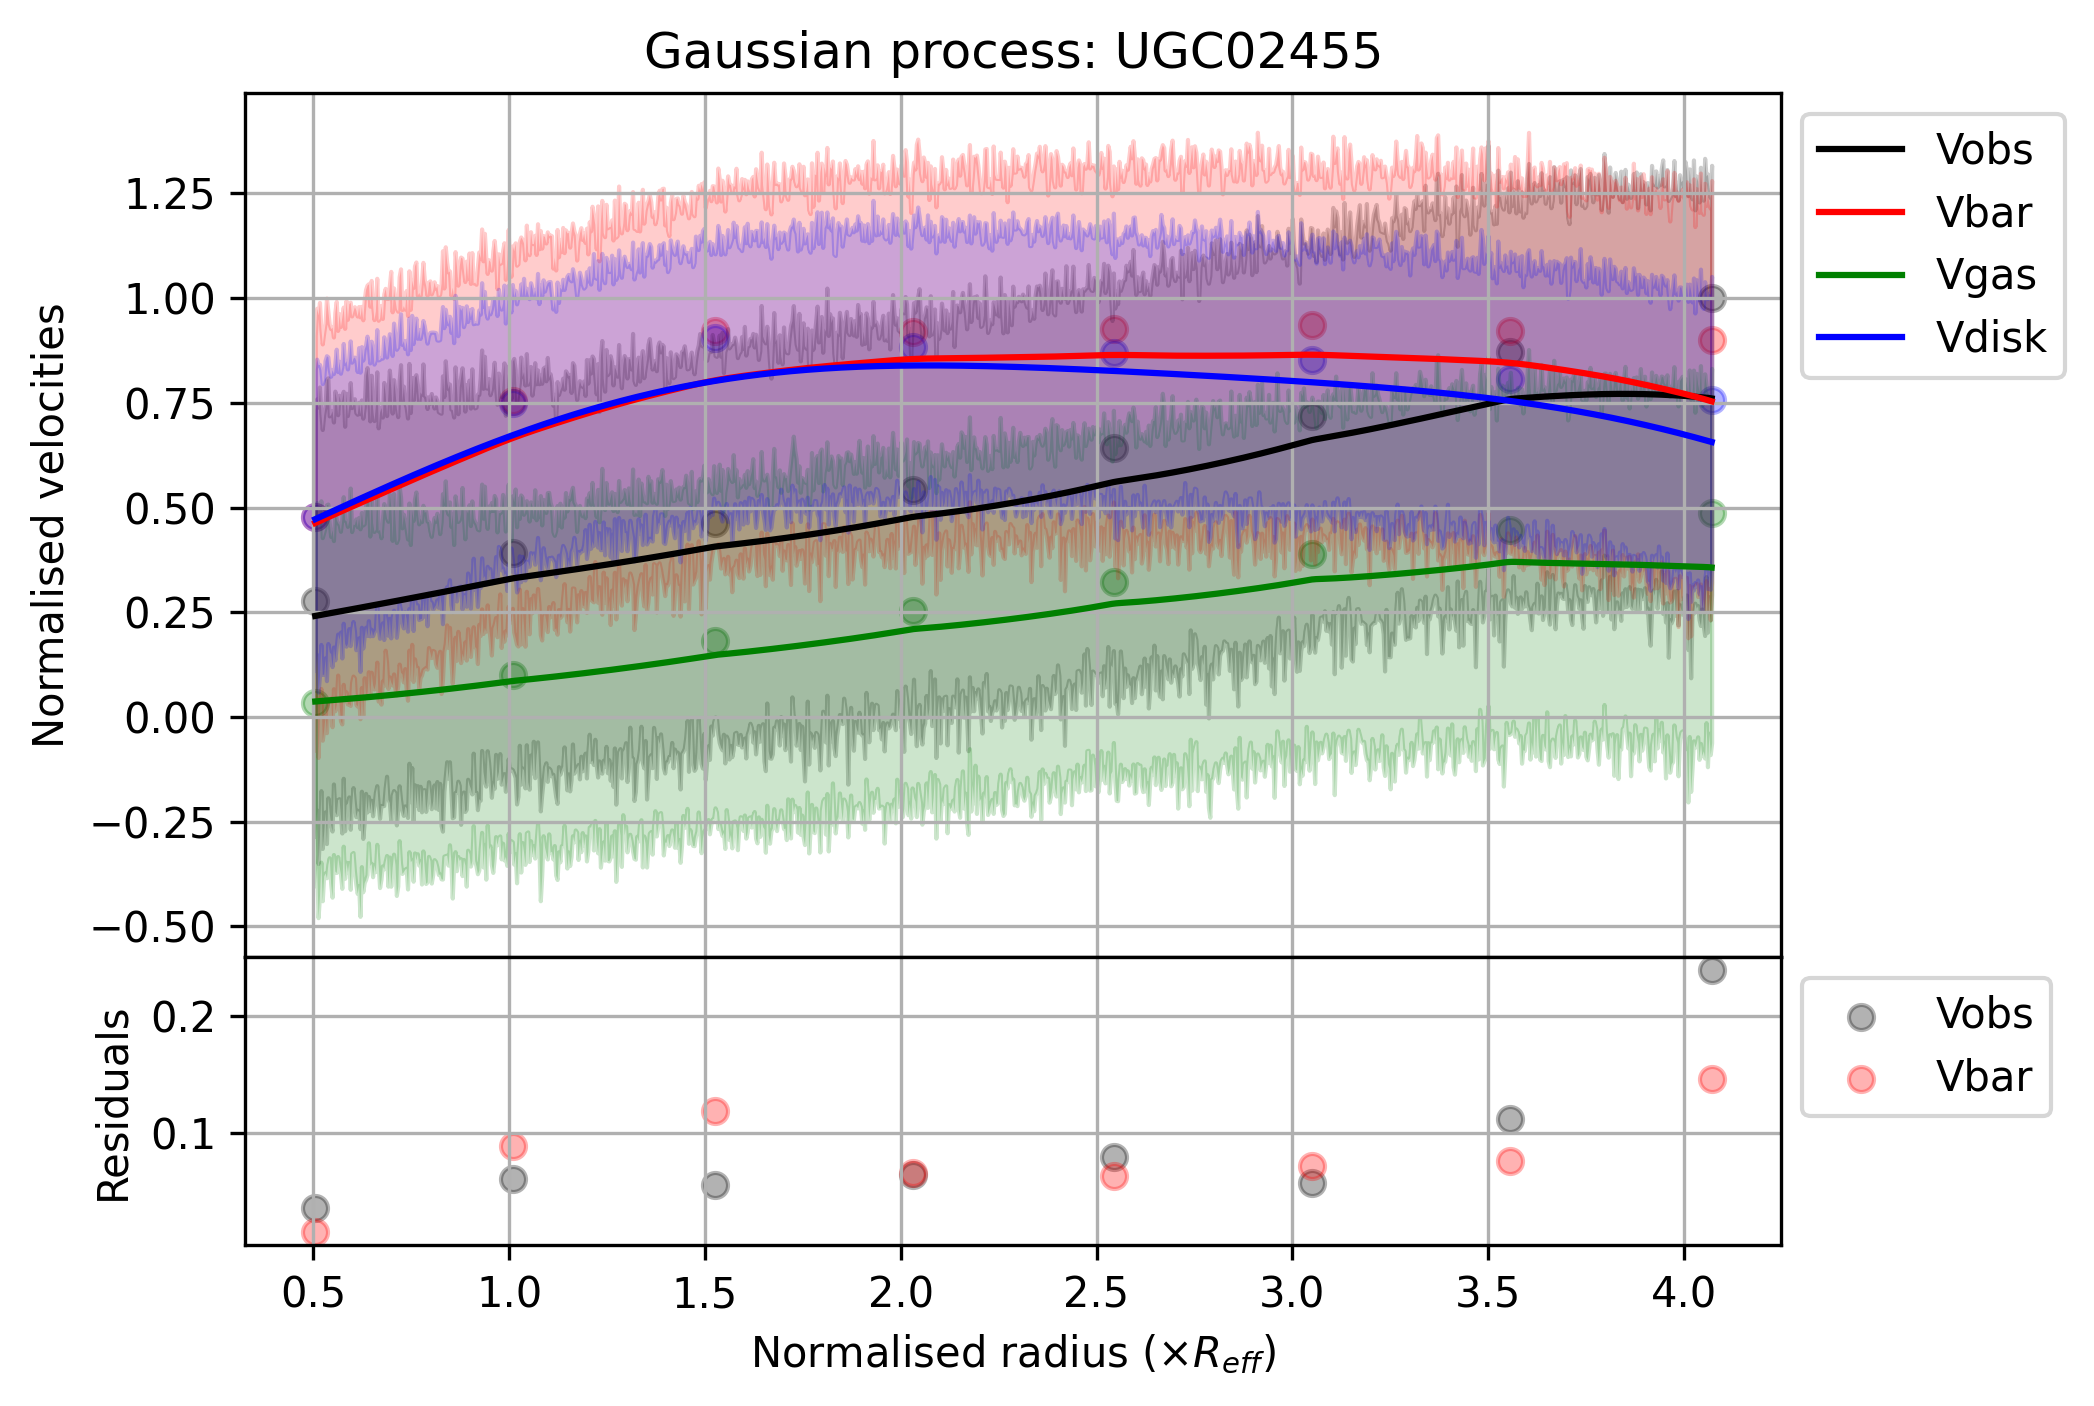 Gaussian process: UGC02455
Normalised velocities
1.25
1.00
0.75
0.50
0.25
0.00
−0.25
−0.50
Vobs
Vbar
Vgas
Vdisk
Residuals
0.2
0.1
Vobs
Vbar
0.5 1.0 1.5 2.0 2.5 3.0 3.5 4.0
Normalised radius (×R_eff)